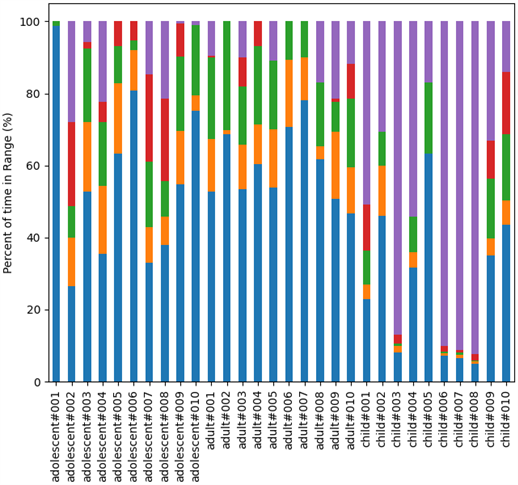 100
80
60
40
20
0
Percent of time in Range (%)
adolescent#001
adolescent#002
adolescent#003
adolescent#004
adolescent#005
adolescent#006
adolescent#007
adolescent#008
adolescent#009
adolescent#010
adult#001
adult#002
adult#003
adult#004
adult#005
adult#006
adult#007
adult#008
adult#009
adult#010
child#001
child#002
child#003
child#004
child#005
child#006
child#007
child#008
child#009
child#010